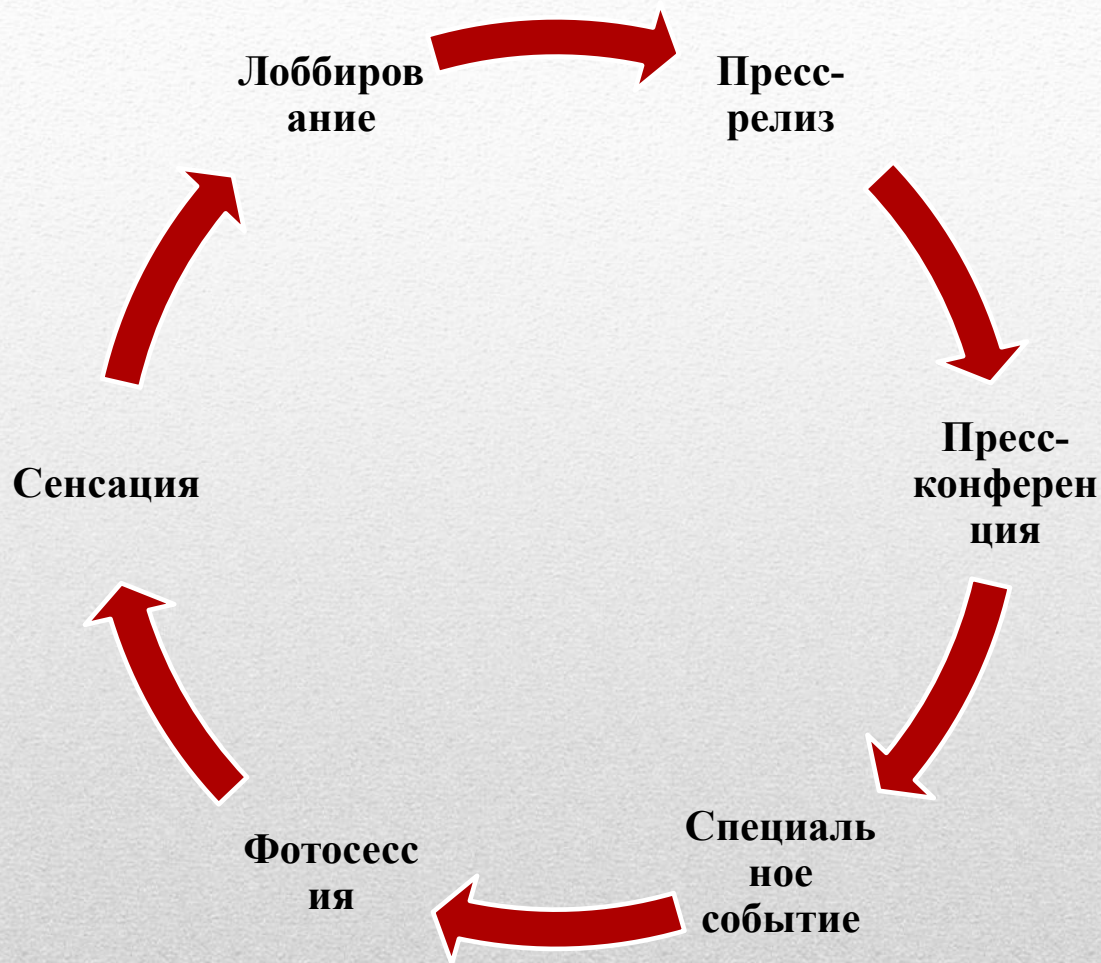 Лоббиров
ание
Пресс-
релиз
Пресс-
конферен
ция
Специаль
ное
событие
Фотосесс
ия
Сенсация